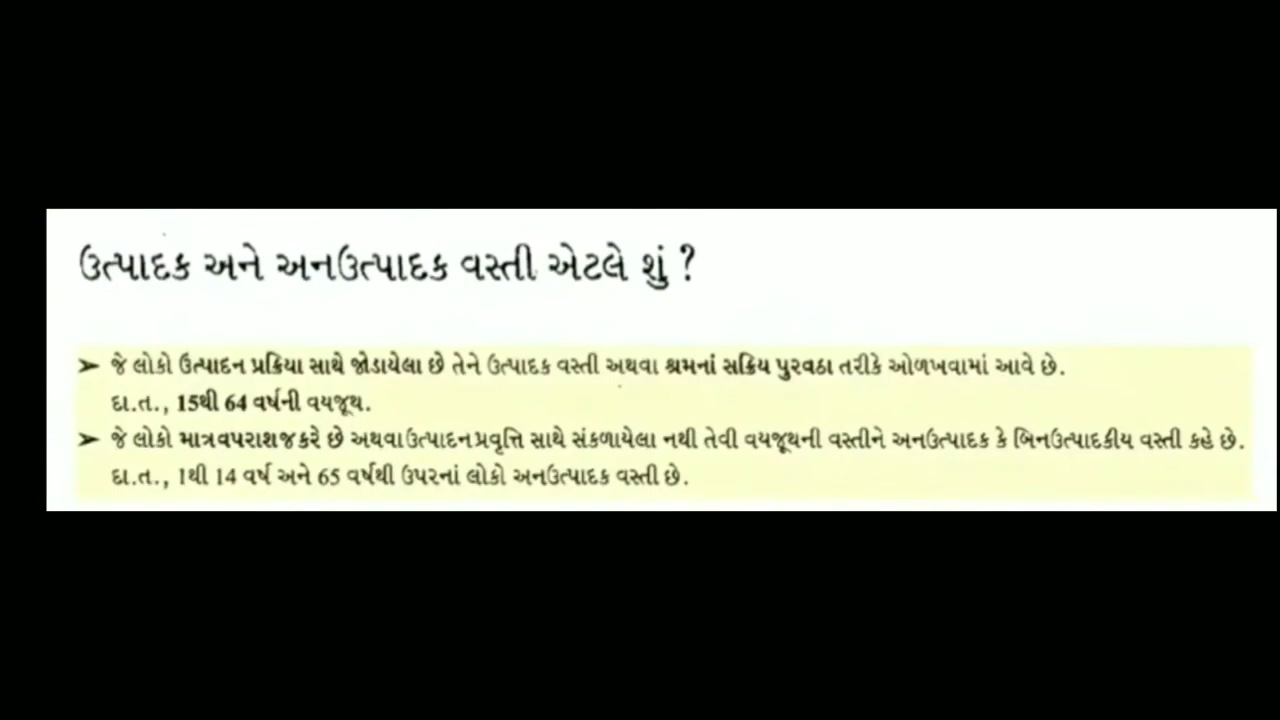 ઉત્પાદક અને અનઉત્પાદક વસ્તી એટલે શું ?
➢ જે લોકો ઉત્પાદન પ્રક્રિયા સાથે જોડાયેલા છે તેને ઉત્પાદક વસ્તી અથવા શ્રમનાં સક્રિય પુરવઠા તરીકે ઓળખવામાં આવે છે.
દા.ત., 15થી 64 વર્ષની વયજૂથ.
➢ જે લોકો માત્ર વપરાશ જ કરે છે અથવા ઉત્પાદન પ્રવૃત્તિ સાથે સંકળાયેલા નથી તેવી વયજૂથની વસ્તીને અનઉત્પાદક કે બિનઉત્પાદકીય વસ્તી કહે છે.
દા.ત., 1થી 14 વર્ષ અને 65 વર્ષથી ઉપરનાં લોકો અનઉત્પાદક વસ્તી છે.